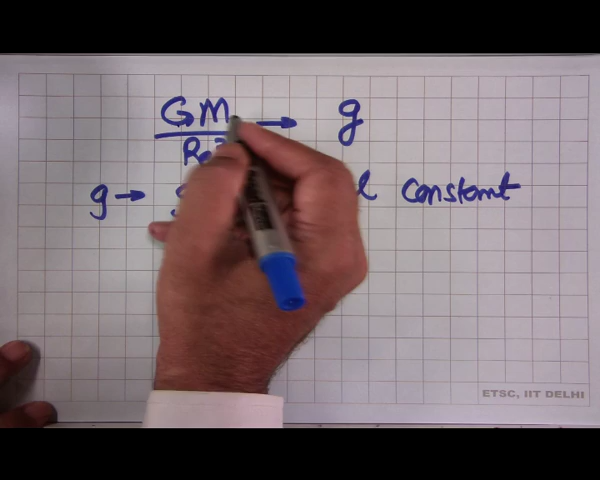 GM → g
R
g → constant
ETSC, IIT DELHI